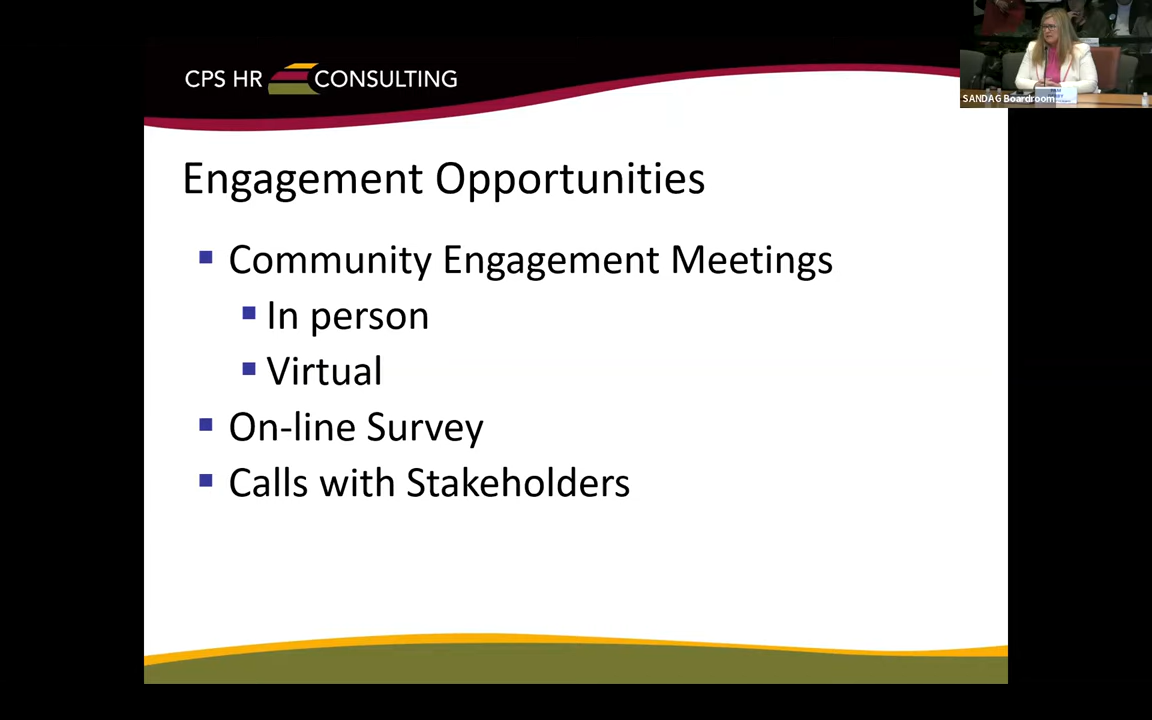 CPS HR CONSULTING
SANDAG Boardroom
Engagement Opportunities
Community Engagement Meetings
In person
Virtual
On-line Survey
Calls with Stakeholders